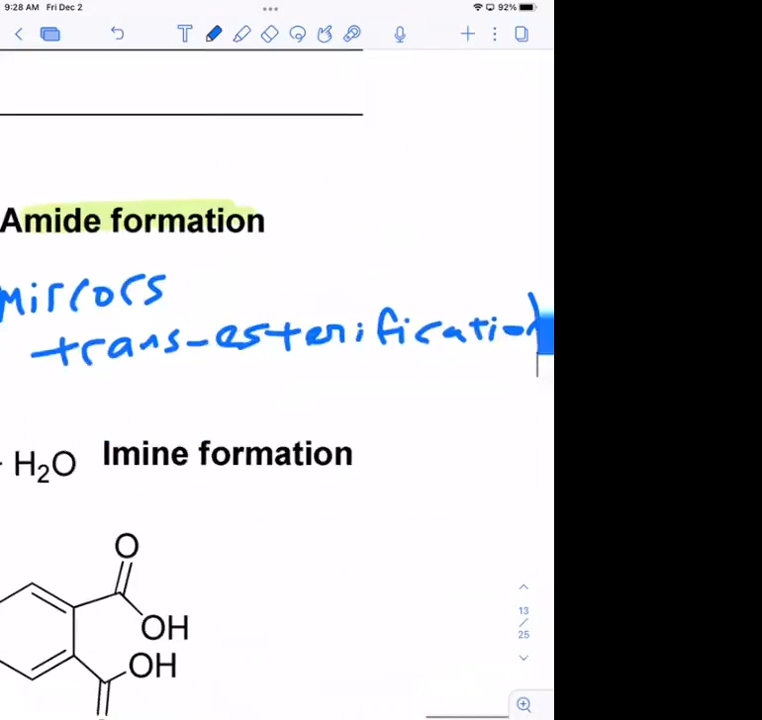 9:28 AM Fri Dec 2
92%
T
Amide formation
Mirrors
trans-esterification
H₂O Imine formation
O
OH
OH
13
/
25